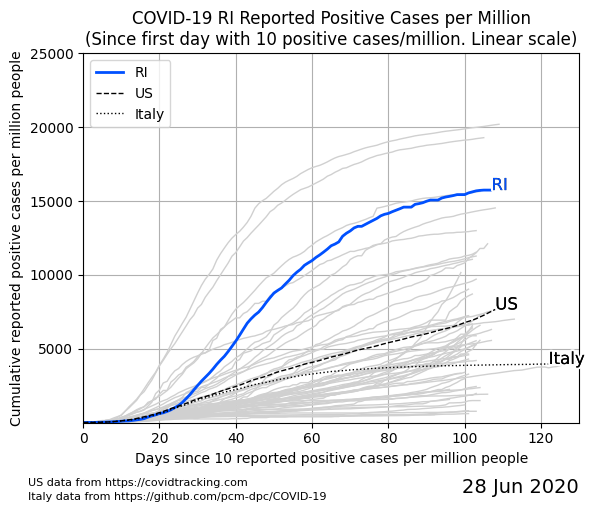 COVID-19 RI Reported Positive Cases per Million
(Since first day with 10 positive cases/million. Linear scale)
Cumulative reported positive cases per million people
25000
20000
15000
10000
5000
RI
US
Italy
RI
US
Italy
0
20
40
60
80
100
120
Days since 10 reported positive cases per million people
US data from https://covidtracking.com
Italy data from https://github.com/pcm-dpc/COVID-19
28 Jun 2020